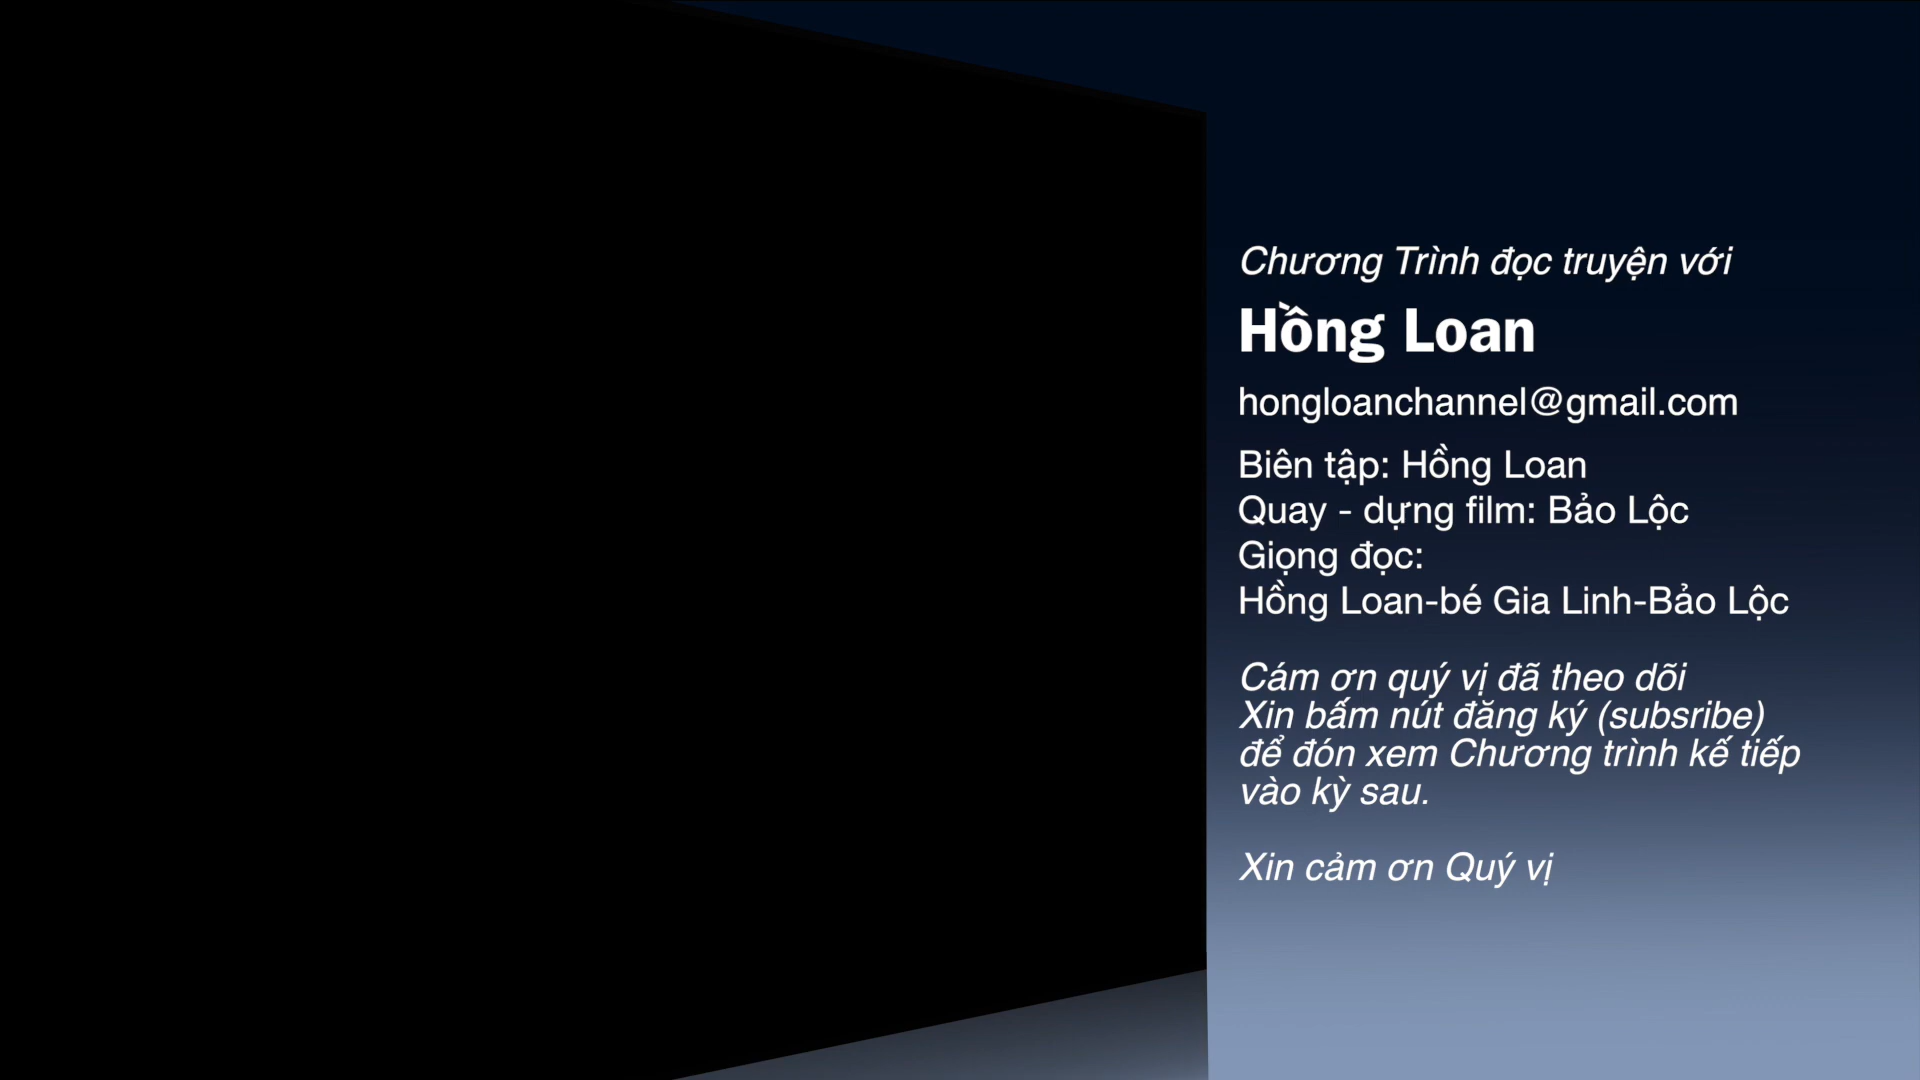 Chương Trình đọc truyện với
Hồng Loan
hongloanchannel@gmail.com
Biên tập: Hồng Loan
Quay - dựng film: Bảo Lộc
Giọng đọc:
Hồng Loan-bé Gia Linh-Bảo Lộc
Cám ơn quý vị đã theo dõi
Xin bấm nút đăng ký (subsribe)
để đón xem Chương trình kế tiếp
vào kỳ sau.
Xin cảm ơn Quý vị